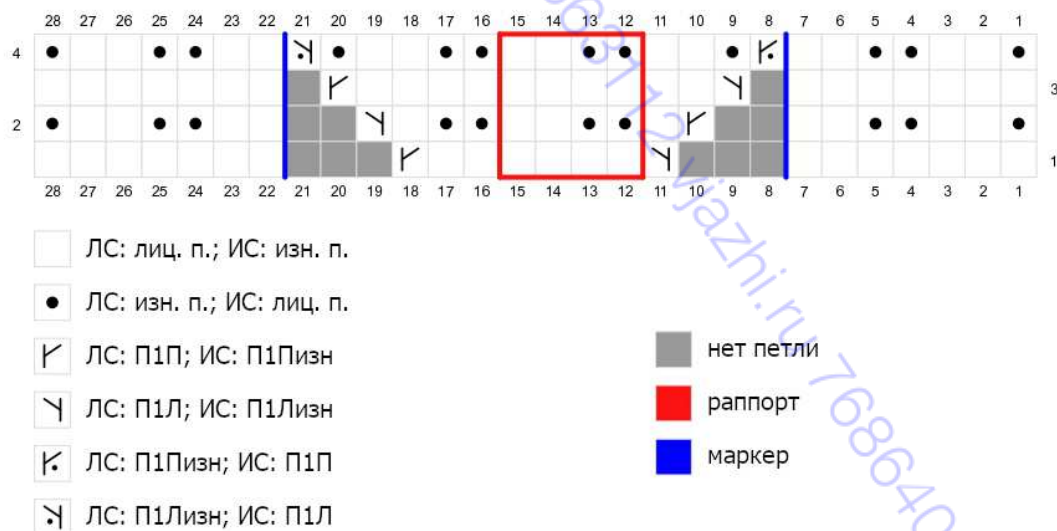 28 27 26 25 24 23 22 21 20 19 18 17 16 15 14 13 12 11 10 9 8 7 6 5 4 3 2 1
4
3
2
1
28 27 26 25 24 23 22 21 20 19 18 17 16 15 14 13 12 11 10 9 8 7 6 5 4 3 2 1
ЛС: лиц. п.; ИС: изн. п.
ЛС: изн. п.; ИС: лиц. п.
ЛС: П1П; ИС: П1Пизн
ЛС: П1Л; ИС: П1Лизн
ЛС: П1Пизн; ИС: П1П
ЛС: П1Лизн; ИС: П1Л
нет петли
раппорт
маркер
63112 vjazhi.ru 768640